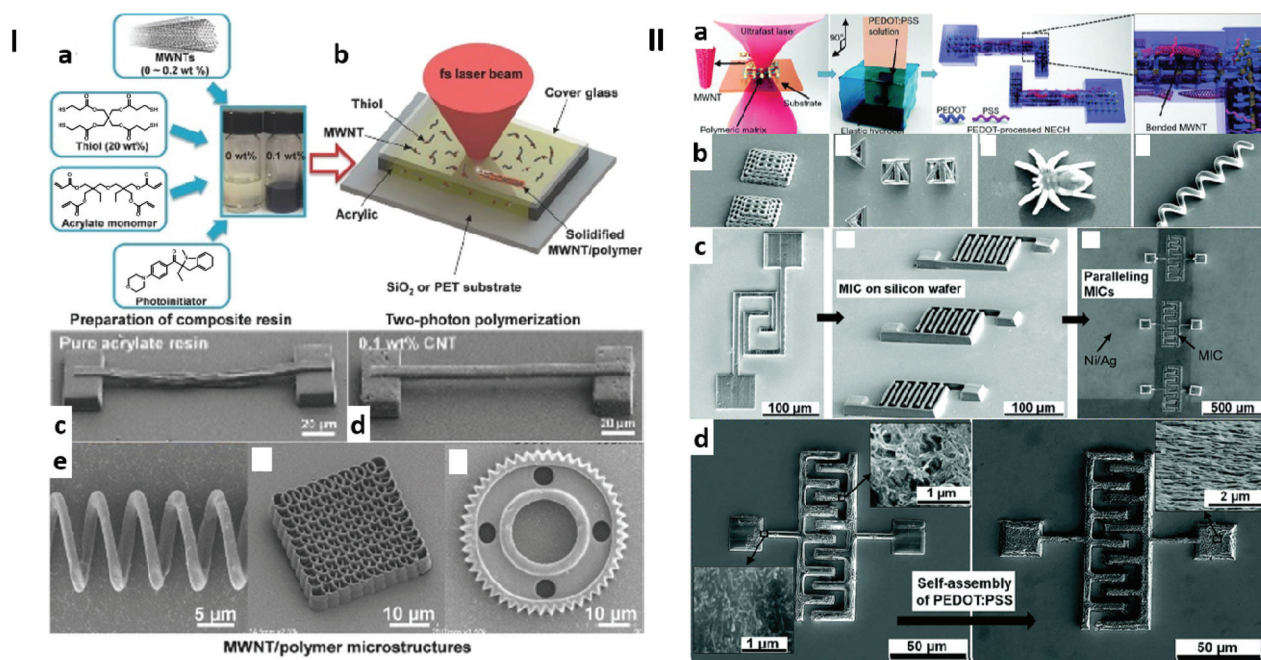 I
a
MWNTs
(0 ~ 0.2 wt %)
HS
SH
HS
SH
Thiol (20 wt%)
Acrylate monomer
Photoinitiator
0 wt%
0.1 wt%
Preparation of composite resin
b
fs laser beam
Cover glass
Thiol
MWNT
Acrylic
Solidified
MWNT/polymer
SiO2 or PET substrate
Two-photon polymerization
Pure acrylate resin
c
20 µm
0.1 wt% CNT
d
20 µm
e
5 µm
10 µm
10 µm
MWNT/polymer microstructures
II
a
Ultrafast laser
MWNT
Substrate
Polymeric matrix
90°
PEDOT:PSS
solution
Elastic hydrogel
PEDOT
PSS
PEDOT-processed NECH
Bended MWNT
b
c
100 µm
MIC on silicon wafer
100 µm
Paralleling
MICs
Ni/Ag
MIC
500 µm
d
1 µm
1 µm
50 µm
Self-assembly
of PEDOT:PSS
2 µm
50 µm